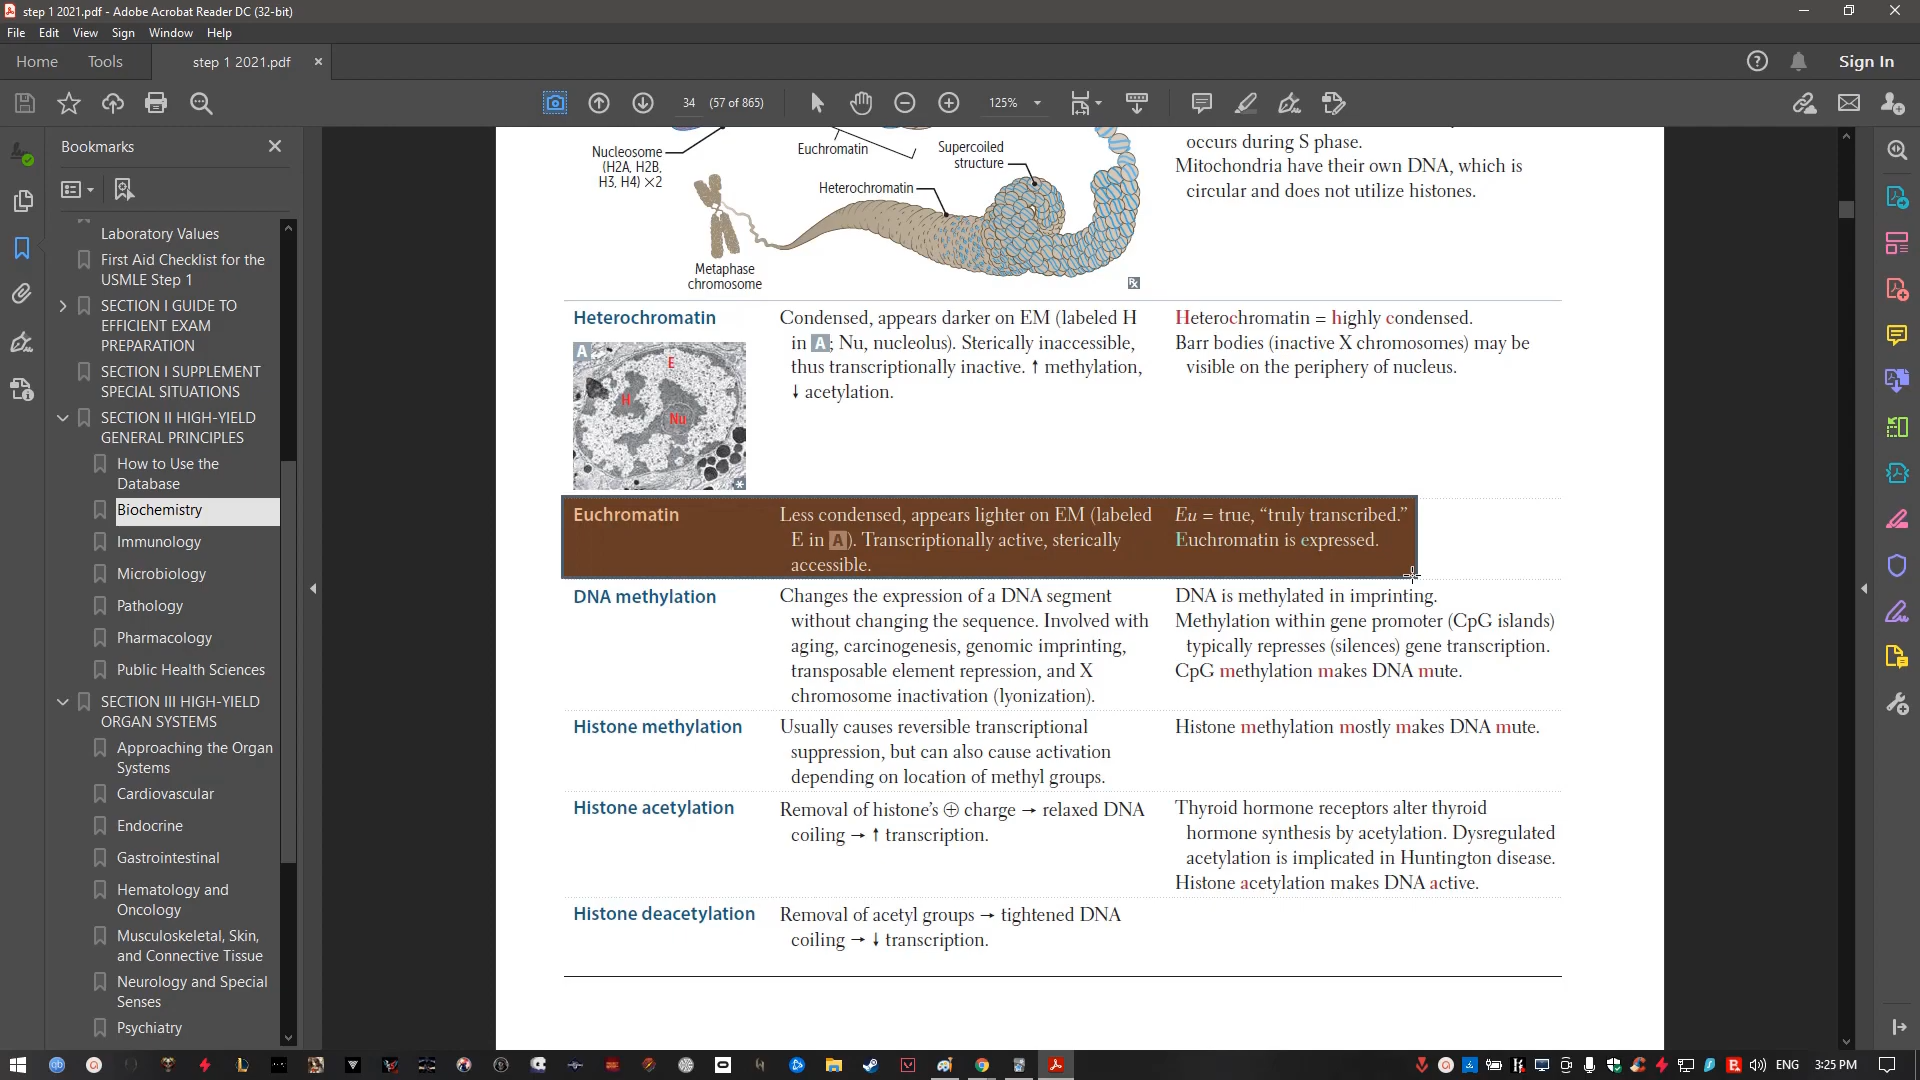 step 1 2021.pdf - Adobe Acrobat Reader DC (32-bit)
File Edit View Sign Window Help
Home Tools step 1 2021.pdf Sign In
34 (57 of 865) 125%
Bookmarks
Laboratory Values
First Aid Checklist for the
USMLE Step 1
SECTION I GUIDE TO
EFFICIENT EXAM
PREPARATION
SECTION I SUPPLEMENT
SPECIAL SITUATIONS
SECTION II HIGH-YIELD
GENERAL PRINCIPLES
How to Use the
Database
Biochemistry
Immunology
Microbiology
Pathology
Pharmacology
Public Health Sciences
SECTION III HIGH-YIELD
ORGAN SYSTEMS
Approaching the Organ
Systems
Cardiovascular
Endocrine
Gastrointestinal
Hematology and
Oncology
Musculoskeletal, Skin,
and Connective Tissue
Neurology and Special
Senses
Psychiatry
Nucleosome
(H2A, H2B,
H3, H4) ×2
Euchromatin
Supercoiled
structure
Heterochromatin
Metaphase
chromosome
occurs during S phase.
Mitochondria have their own DNA, which is
circular and does not utilize histones.
Heterochromatin
A
E
H
Nu
Condensed, appears darker on EM (labeled H
in A; Nu, nucleolus). Sterically inaccessible,
thus transcriptionally inactive. ↑ methylation,
↓ acetylation.
Heterochromatin = highly condensed.
Barr bodies (inactive X chromosomes) may be
visible on the periphery of nucleus.
Euchromatin
Less condensed, appears lighter on EM (labeled
E in A). Transcriptionally active, sterically
accessible.
Eu = true, “truly transcribed.”
Euchromatin is expressed.
DNA methylation
Changes the expression of a DNA segment
without changing the sequence. Involved with
aging, carcinogenesis, genomic imprinting,
transposable element repression, and X
chromosome inactivation (lyonization).
DNA is methylated in imprinting.
Methylation within gene promoter (CpG islands)
typically represses (silences) gene transcription.
CpG methylation makes DNA mute.
Histone methylation
Usually causes reversible transcriptional
suppression, but can also cause activation
depending on location of methyl groups.
Histone methylation mostly makes DNA mute.
Histone acetylation
Removal of histone’s ⊕ charge → relaxed DNA
coiling → ↑ transcription.
Thyroid hormone receptors alter thyroid
hormone synthesis by acetylation. Dysregulated
acetylation is implicated in Huntington disease.
Histone acetylation makes DNA active.
Histone deacetylation
Removal of acetyl groups → tightened DNA
coiling → ↓ transcription.
ENG 3:25 PM